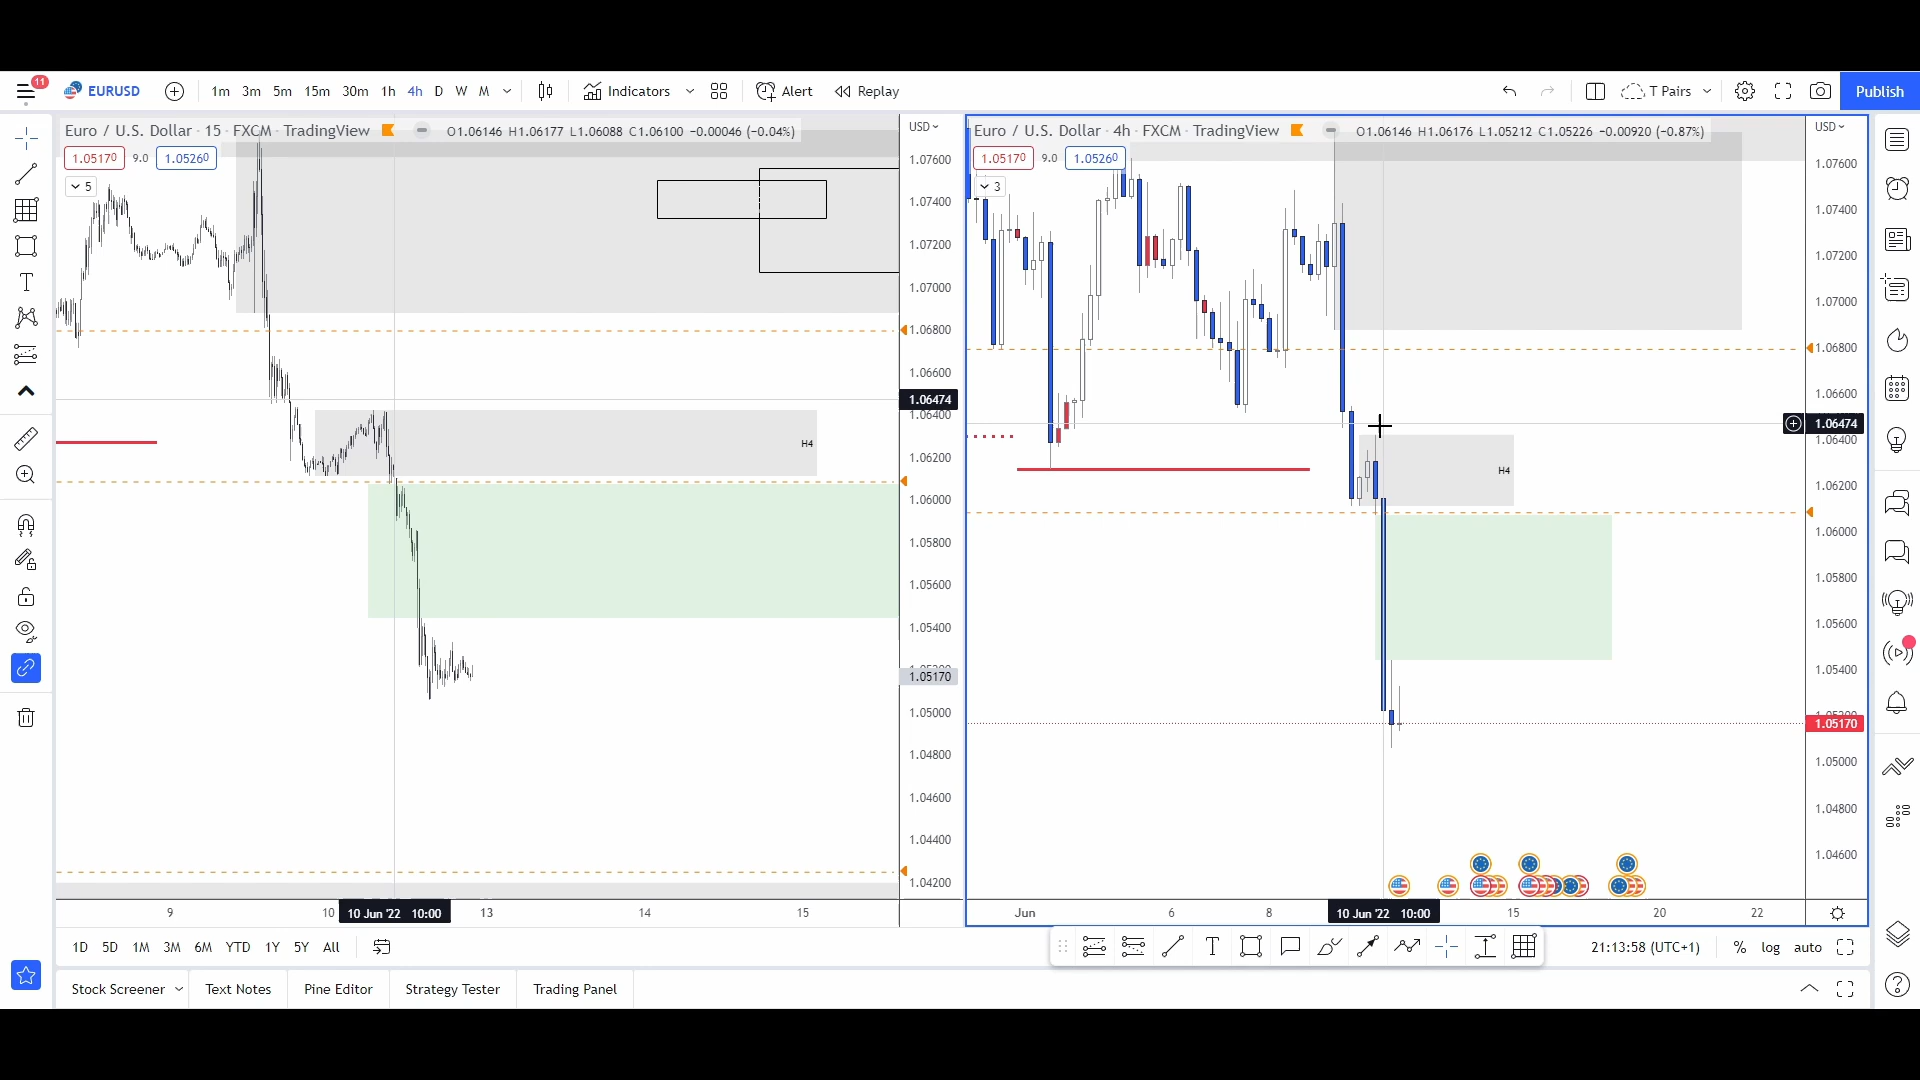 11
EURUSD
1m 3m 5m 15m 30m 1h 4h D W M
Indicators
Alert
Replay
T Pairs
Publish
Euro / U.S. Dollar · 15 · FXCM · TradingView
O1.06146 H1.06177 L1.06088 C1.06100 −0.00046 (−0.04%)
1.05170 9.0 1.05260
5
USD
1.07600
1.07400
1.07200
1.07000
1.06800
1.06600
1.06474
1.06400
1.06200
1.06000
1.05800
1.05600
1.05400
1.05170
1.05000
1.04800
1.04600
1.04400
1.04200
H4
9 10 10 Jun '22 10:00 13 14 15
Euro / U.S. Dollar · 4h · FXCM · TradingView
O1.06146 H1.06176 L1.05212 C1.05226 −0.00920 (−0.87%)
1.05170 9.0 1.05260
3
USD
1.07600
1.07400
1.07200
1.07000
1.06800
1.06600
1.06474
1.06400
1.06200
1.06000
1.05800
1.05600
1.05400
1.05170
1.05000
1.04800
1.04600
H4
Jun 6 8 10 Jun '22 10:00 15 20 22
1D 5D 1M 3M 6M YTD 1Y 5Y All
21:13:58 (UTC+1)
% log auto
Stock Screener
Text Notes
Pine Editor
Strategy Tester
Trading Panel